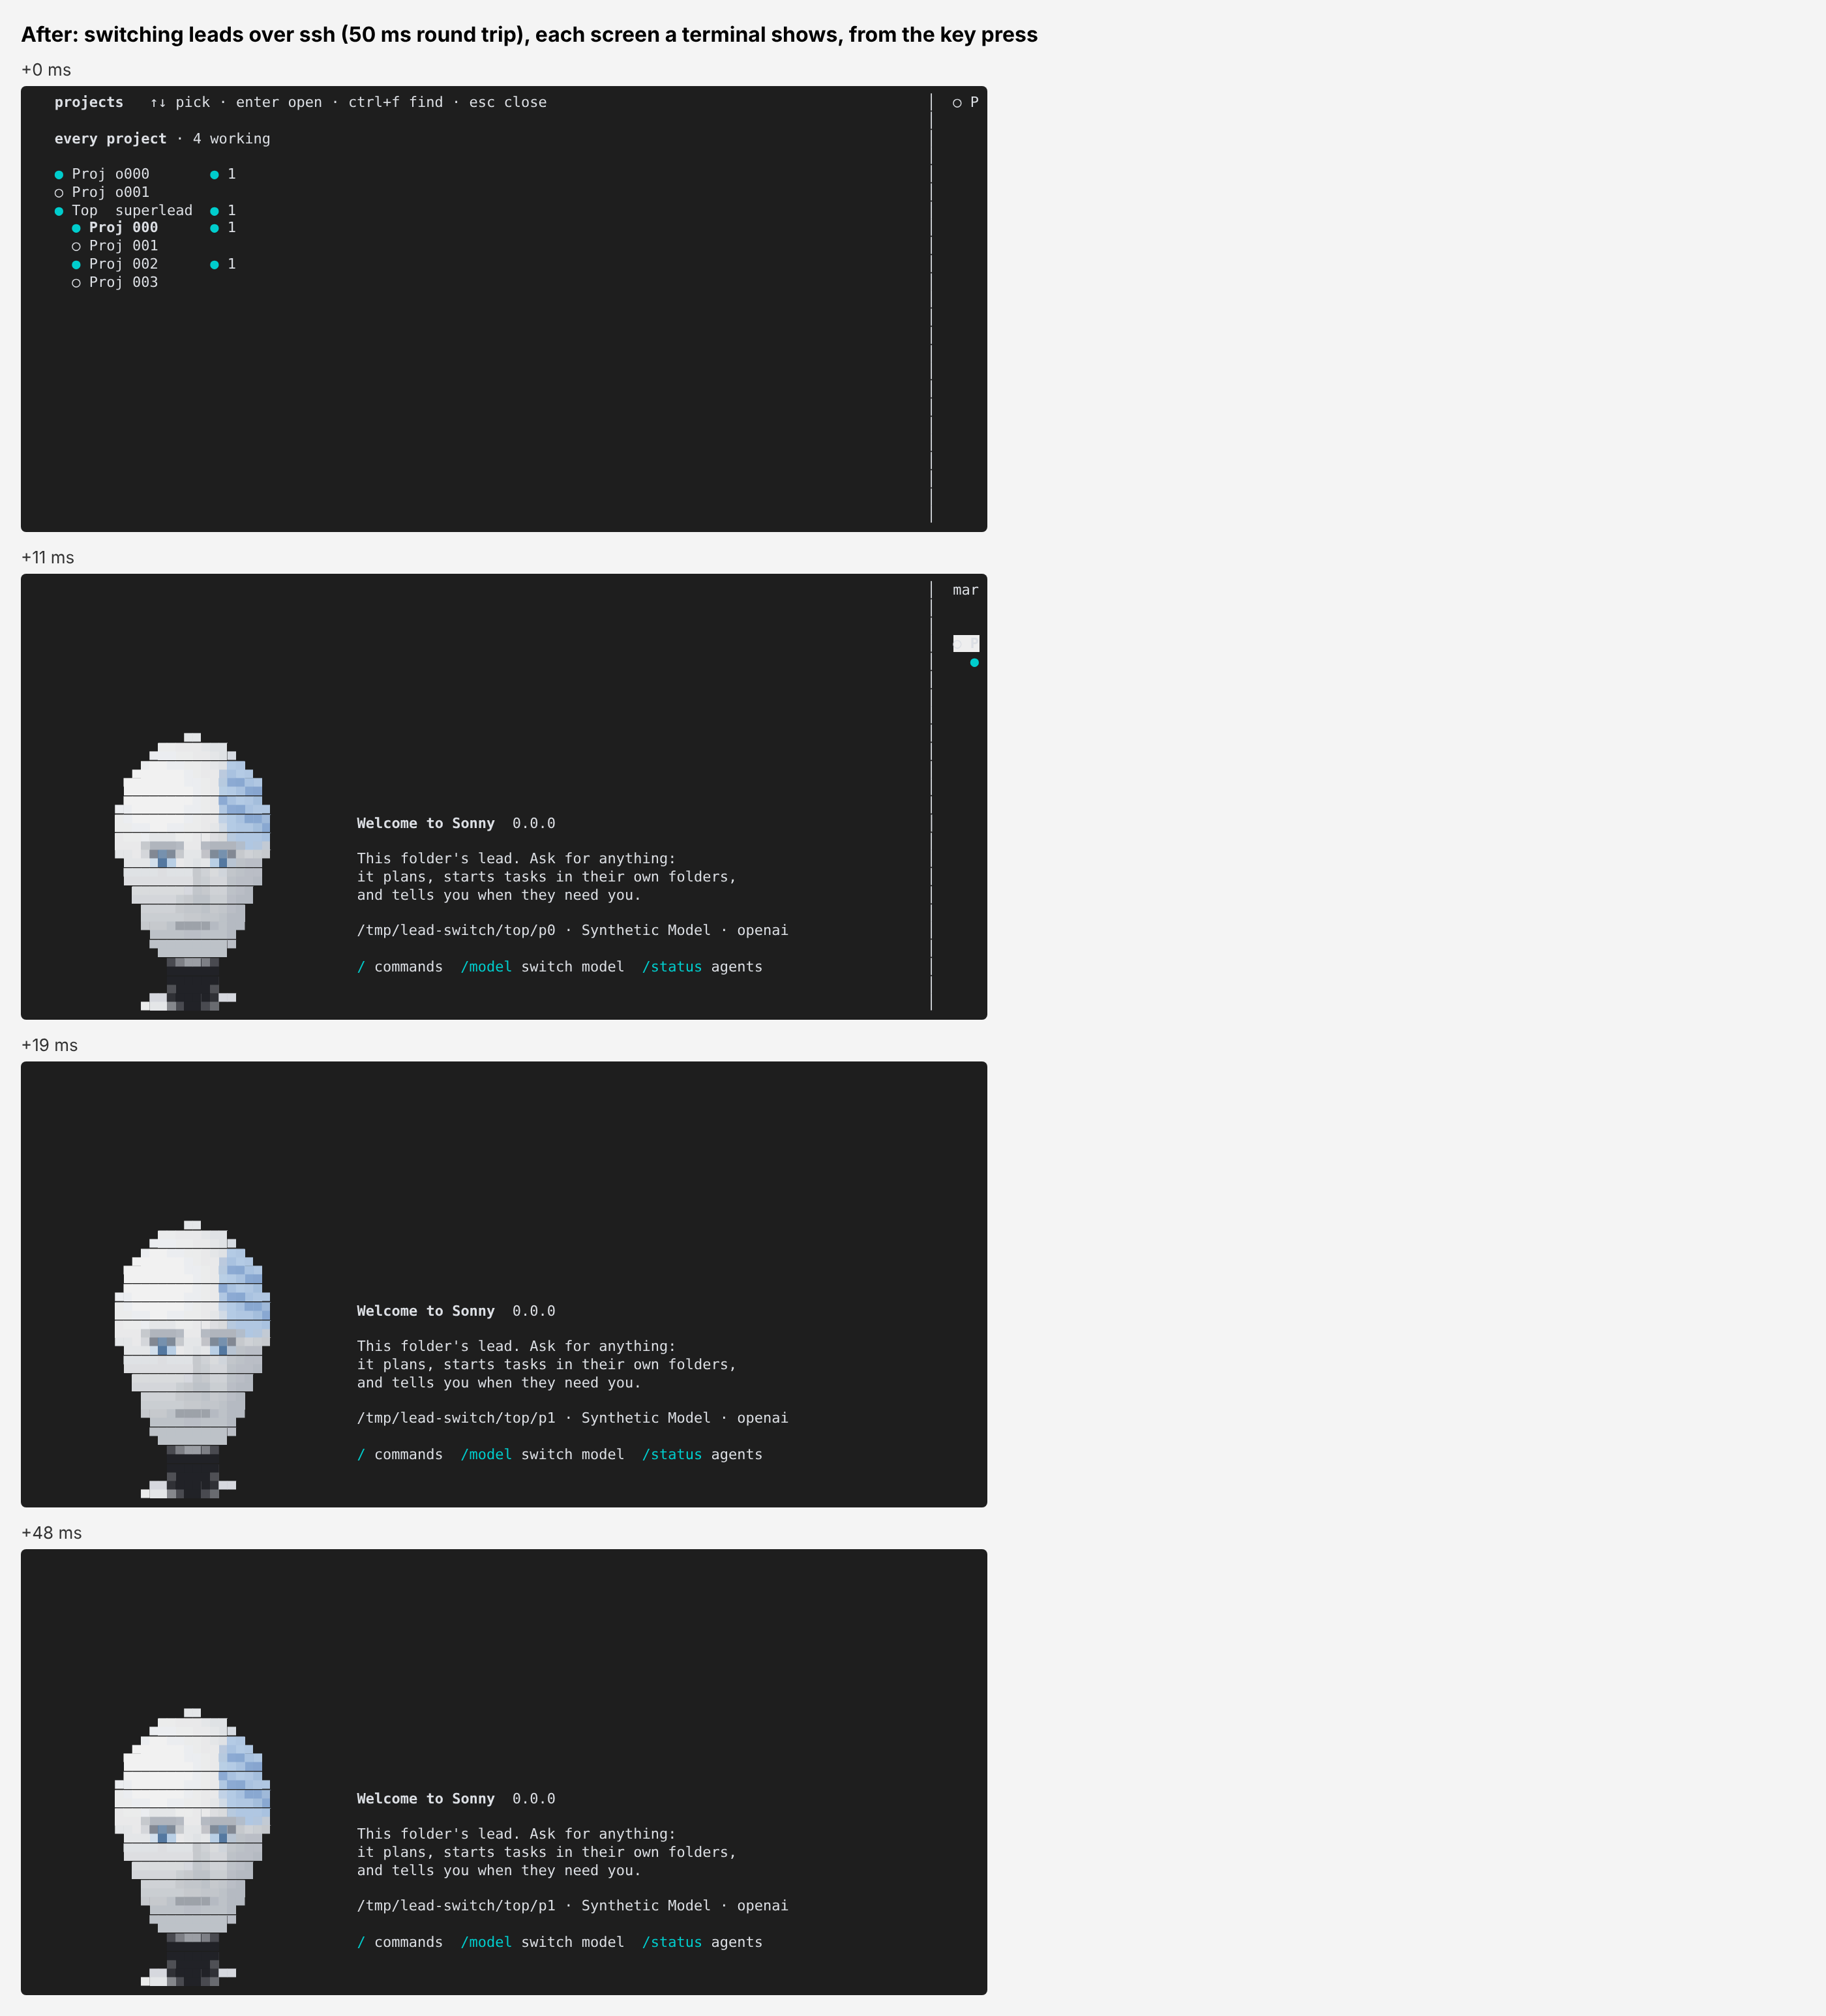 After: switching leads over ssh (50 ms round trip), each screen a terminal shows, from the key press
+0 ms
projects ↑↓ pick · enter open · ctrl+f find · esc close
○ P
every project · 4 working
● Proj o000 ● 1
○ Proj o001
● Top superlead ● 1
● Proj 000 ● 1
○ Proj 001
● Proj 002 ● 1
○ Proj 003
+11 ms
mar
Welcome to Sonny 0.0.0
This folder's lead. Ask for anything:
it plans, starts tasks in their own folders,
and tells you when they need you.
/tmp/lead-switch/top/p0 · Synthetic Model · openai
/ commands /model switch model /status agents
+19 ms
Welcome to Sonny 0.0.0
This folder's lead. Ask for anything:
it plans, starts tasks in their own folders,
and tells you when they need you.
/tmp/lead-switch/top/p1 · Synthetic Model · openai
/ commands /model switch model /status agents
+48 ms
Welcome to Sonny 0.0.0
This folder's lead. Ask for anything:
it plans, starts tasks in their own folders,
and tells you when they need you.
/tmp/lead-switch/top/p1 · Synthetic Model · openai
/ commands /model switch model /status agents